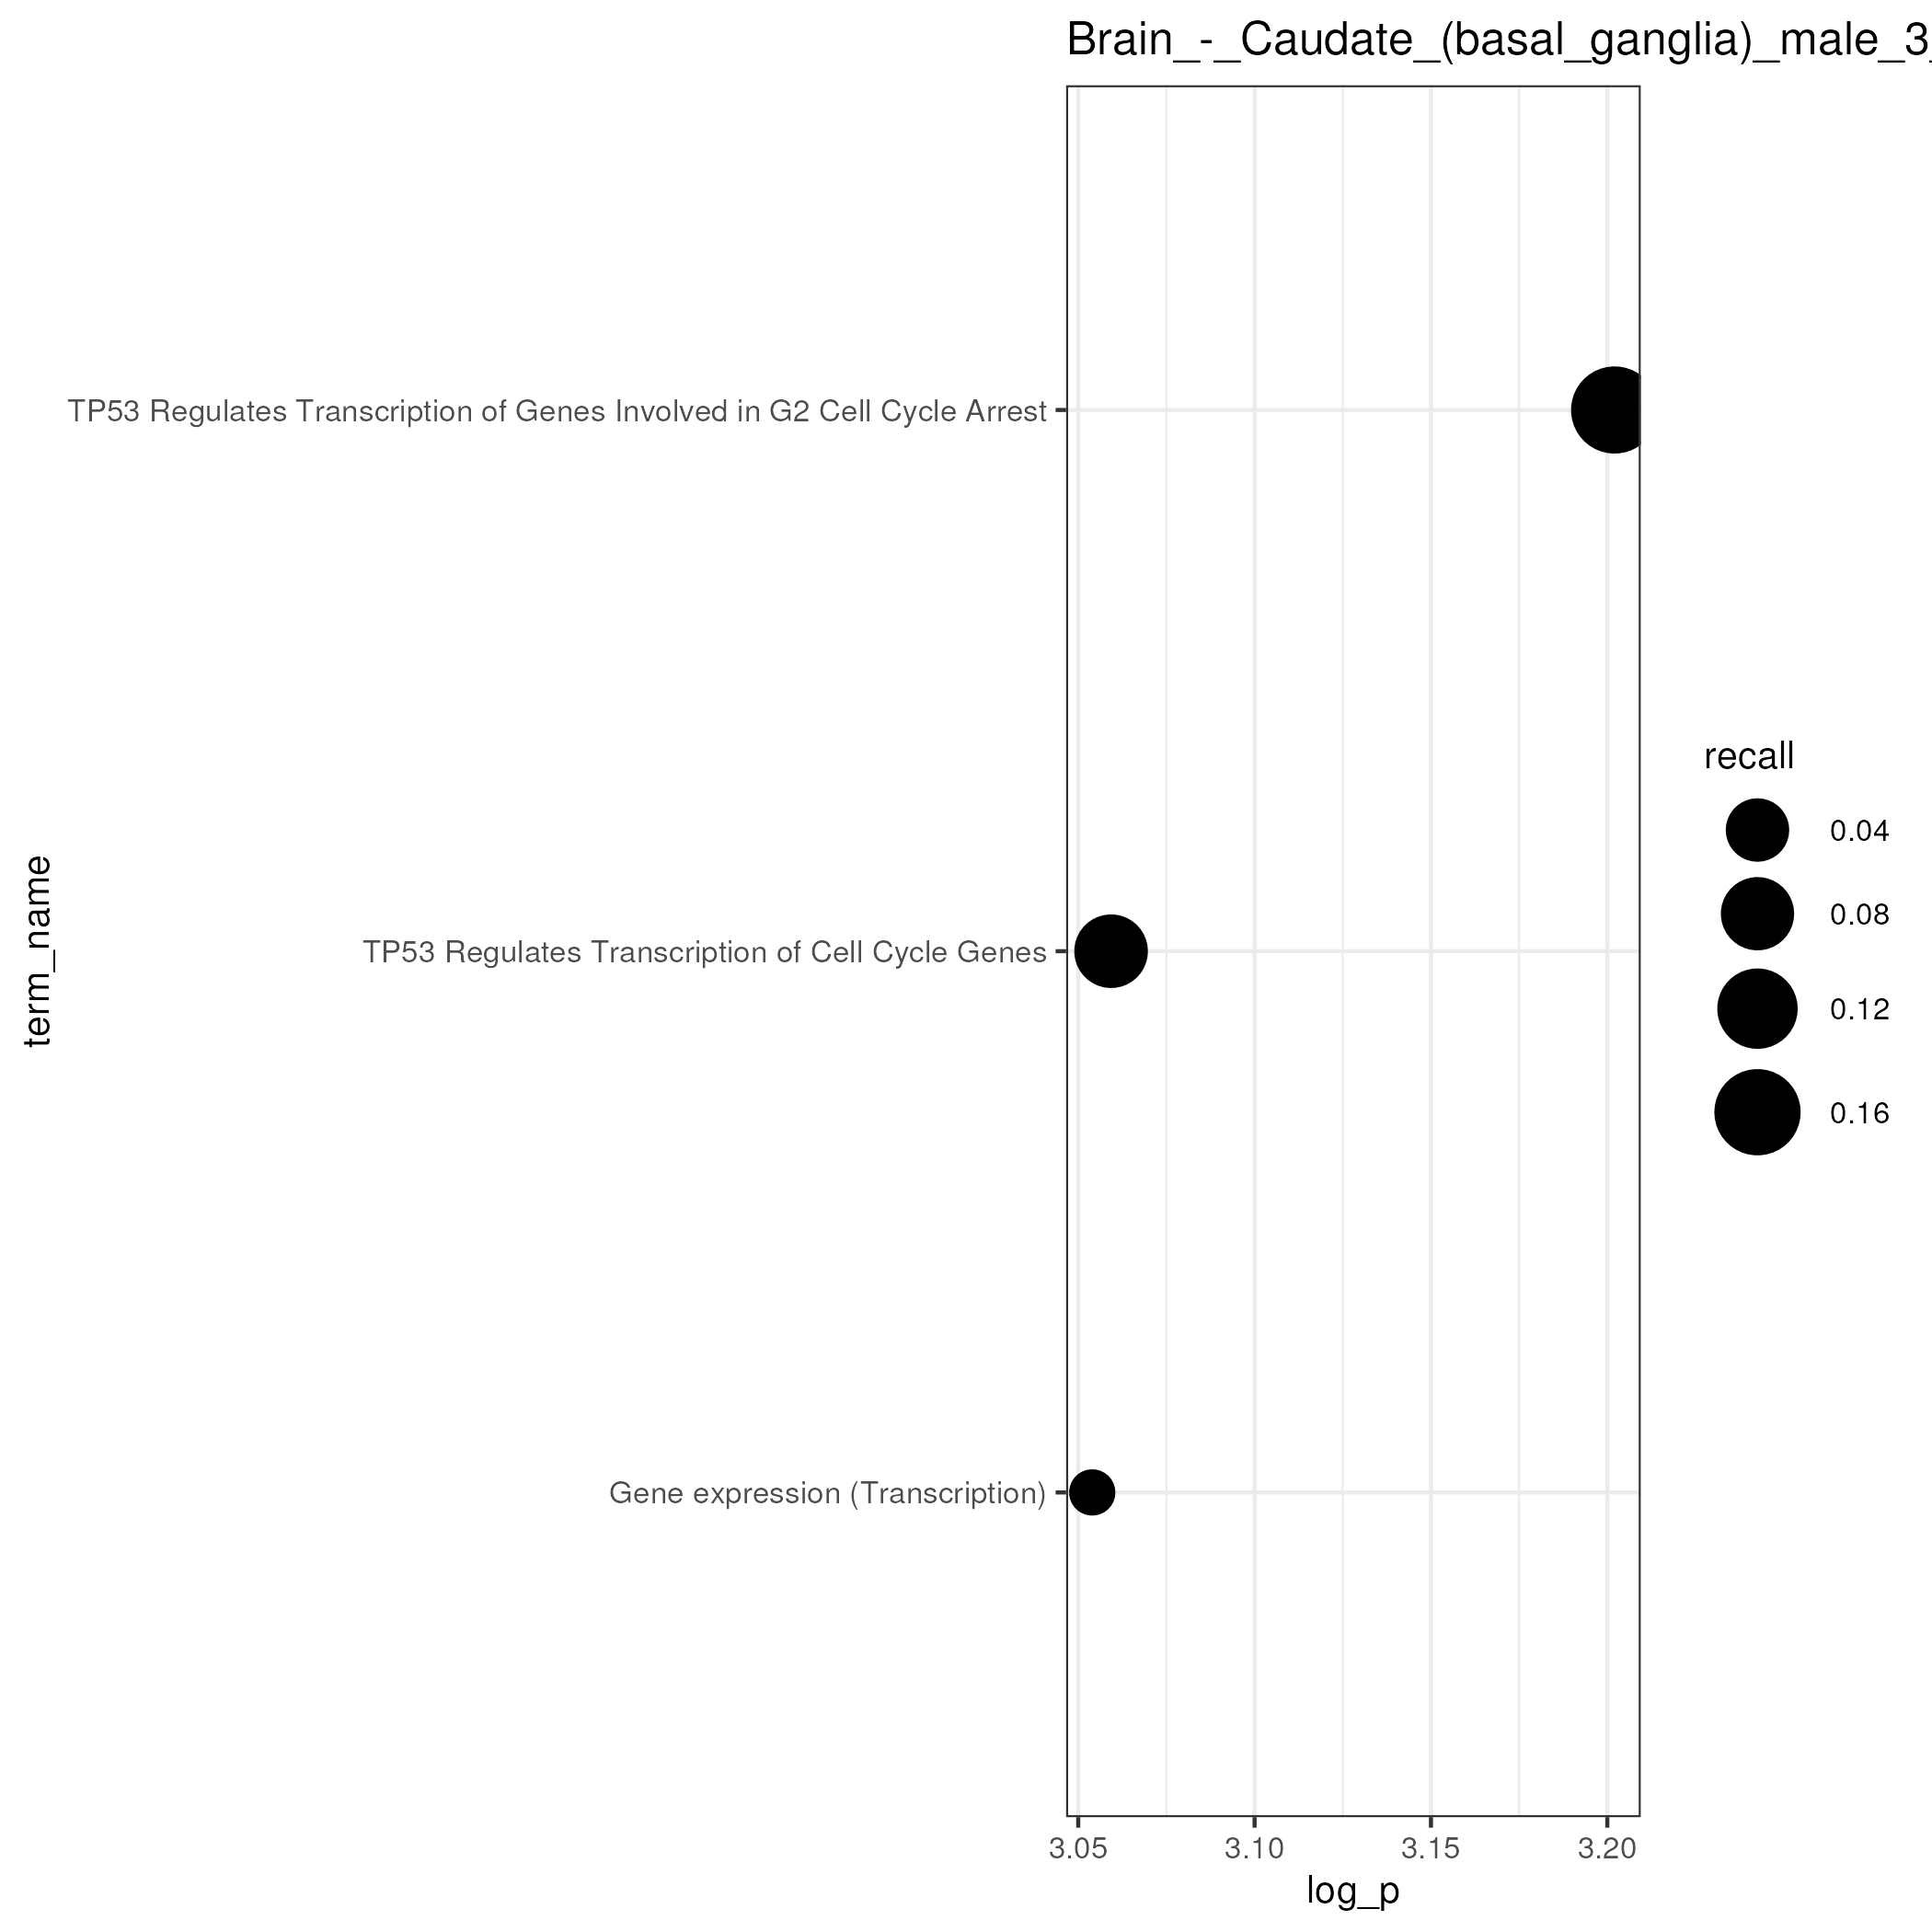 Brain_-_Caudate_(basal_ganglia)_male_3_
TP53 Regulates Transcription of Genes Involved in G2 Cell Cycle Arrest
TP53 Regulates Transcription of Cell Cycle Genes
Gene expression (Transcription)
term_name
3.05 3.10 3.15 3.20
log_p
recall
0.04
0.08
0.12
0.16